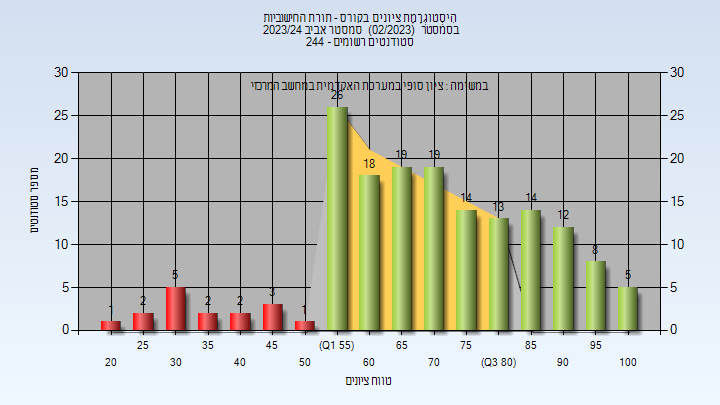 היסטוגרמת ציונים בקורס - תורת החישוביות
בסמסטר (02/2023) סמסטר אביב 2023/24
סטודנטים רשומים - 244
במשימה : ציון סופי במערכת האקדמית במחשב המרכזי
30 30
25 25
20 20
15 15
10 10
5 5
0 0
מספר סטודנטים
1 2 5 2 2 3 1 26 18 19 19 14 13 14 12 8 5
25 35 45 (Q1 55) 65 75 85 95
20 30 40 50 60 70 (Q3 80) 90 100
טווח ציונים